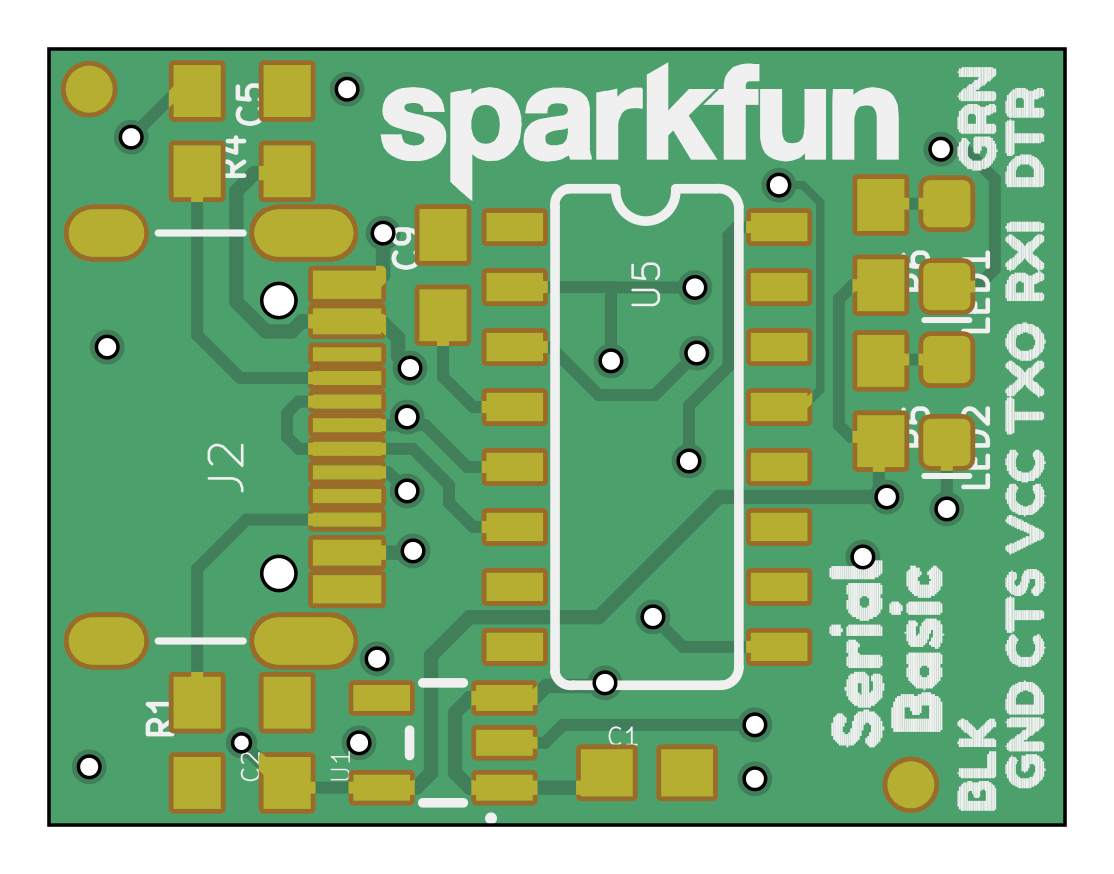 sparkfun
C5
R4
C9
U5
J2
R1
C2
U1
C1
LED1
LED2
Serial
Basic
BLK
GRN
GND CTS VCC TXO RXI DTR